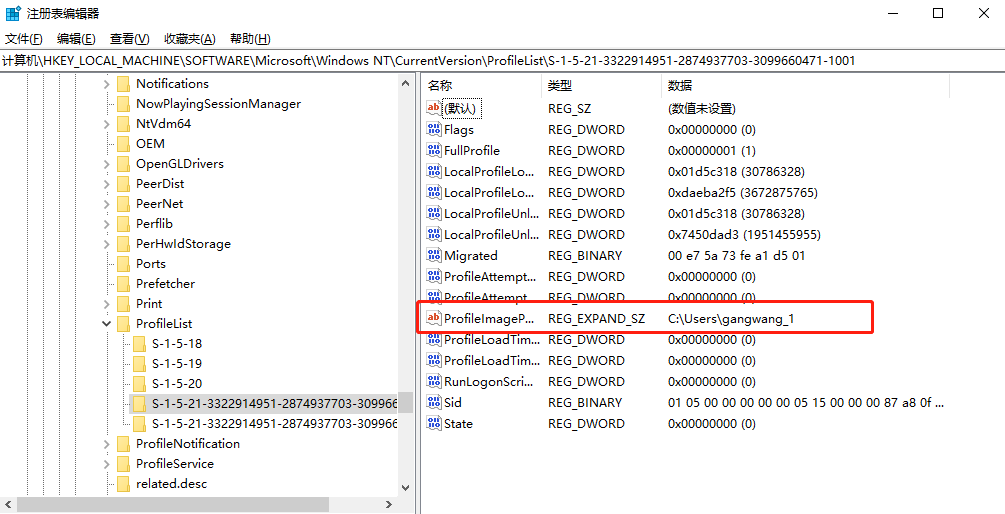 注册表编辑器
文件(F) 编辑(E) 查看(V) 收藏夹(A) 帮助(H)
计算机\HKEY_LOCAL_MACHINE\SOFTWARE\Microsoft\Windows NT\CurrentVersion\ProfileList\S-1-5-21-3322914951-2874937703-3099660471-1001
Notifications
NowPlayingSessionManager
NtVdm64
OEM
OpenGLDrivers
PeerDist
PeerNet
Perflib
PerHwIdStorage
Ports
Prefetcher
Print
ProfileList
S-1-5-18
S-1-5-19
S-1-5-20
S-1-5-21-3322914951-2874937703-309966
S-1-5-21-3322914951-2874937703-309966
ProfileNotification
ProfileService
related.desc
名称 类型 数据
ab (默认) REG_SZ (数值未设置)
Flags REG_DWORD 0x00000000 (0)
FullProfile REG_DWORD 0x00000001 (1)
LocalProfileLo... REG_DWORD 0x01d5c318 (30786328)
LocalProfileLo... REG_DWORD 0xdaeba2f5 (3672875765)
LocalProfileUnl... REG_DWORD 0x01d5c318 (30786328)
LocalProfileUnl... REG_DWORD 0x7450dad3 (1951455955)
Migrated REG_BINARY 00 e7 5a 73 fe a1 d5 01
ProfileAttempt... REG_DWORD 0x00000000 (0)
ProfileAttempt... REG_DWORD 0x00000000 (0)
ab ProfileImageP... REG_EXPAND_SZ C:\Users\gangwang_1
ProfileLoadTim... REG_DWORD 0x00000000 (0)
ProfileLoadTim... REG_DWORD 0x00000000 (0)
RunLogonScri... REG_DWORD 0x00000000 (0)
Sid REG_BINARY 01 05 00 00 00 00 00 05 15 00 00 00 87 a8 0f ...
State REG_DWORD 0x00000000 (0)